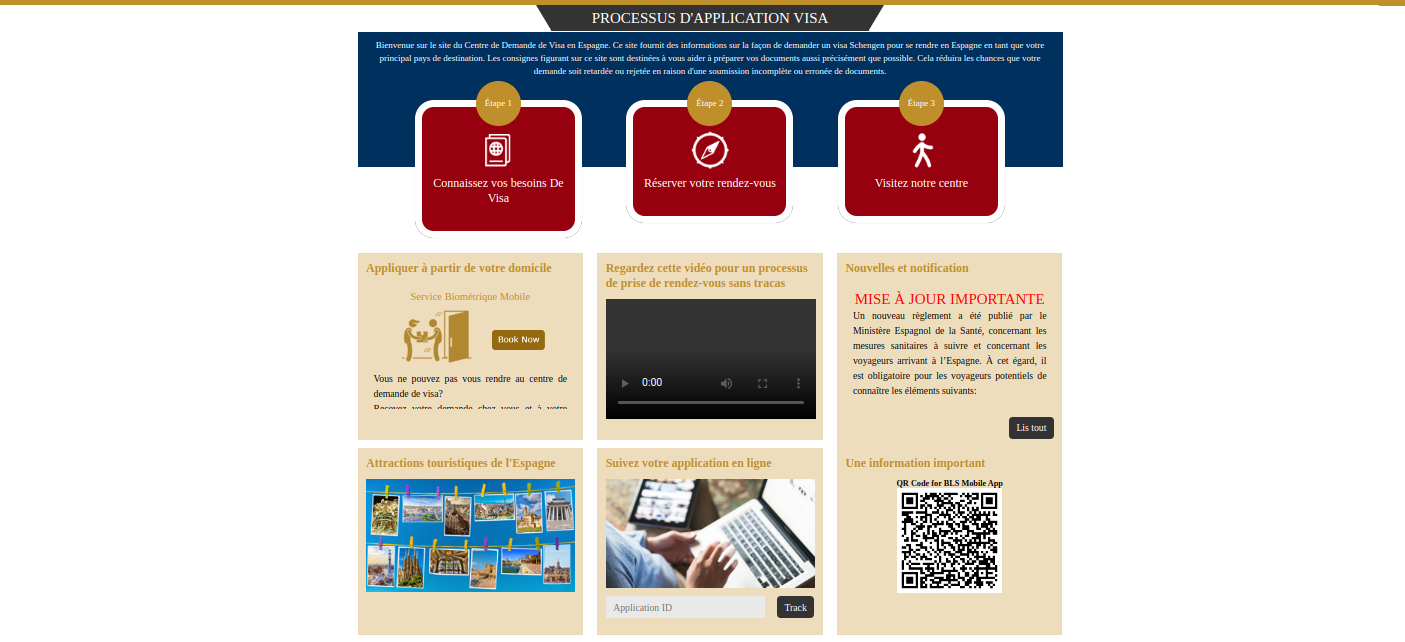 PROCESSUS D'APPLICATION VISA
Bienvenue sur le site du Centre de Demande de Visa en Espagne. Ce site fournit des informations sur la façon de demander un visa Schengen pour se rendre en Espagne en tant que votre
principal pays de destination. Les consignes figurant sur ce site sont destinées à vous aider à préparer vos documents aussi précisément que possible. Cela réduira les chances que votre
demande soit retardée ou rejetée en raison d'une soumission incomplète ou erronée de documents.
Étape 1
Connaissez vos besoins De
Visa
Étape 2
Réserver votre rendez-vous
Étape 3
Visitez notre centre
Appliquer à partir de votre domicile
Service Biométrique Mobile
Book Now
Vous ne pouvez pas vous rendre au centre de
demande de visa?
Recevez votre demande chez vous et à votre
Regardez cette vidéo pour un processus
de prise de rendez-vous sans tracas
0:00
Nouvelles et notification
MISE À JOUR IMPORTANTE
Un nouveau règlement a été publié par le
Ministère Espagnol de la Santé, concernant les
mesures sanitaires à suivre et concernant les
voyageurs arrivant à l'Espagne. À cet égard, il
est obligatoire pour les voyageurs potentiels de
connaître les éléments suivants:
Lis tout
Attractions touristiques de l'Espagne
Suivez votre application en ligne
Application ID
Track
Une information important
QR Code for BLS Mobile App